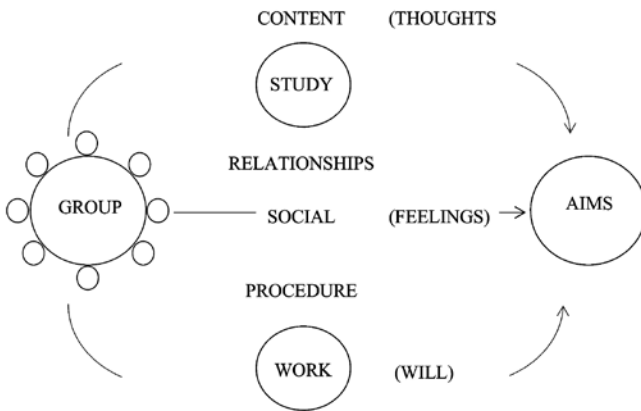 CONTENT (THOUGHTS
STUDY
RELATIONSHIPS
GROUP
SOCIAL (FEELINGS)
AIMS
PROCEDURE
WORK (WILL)